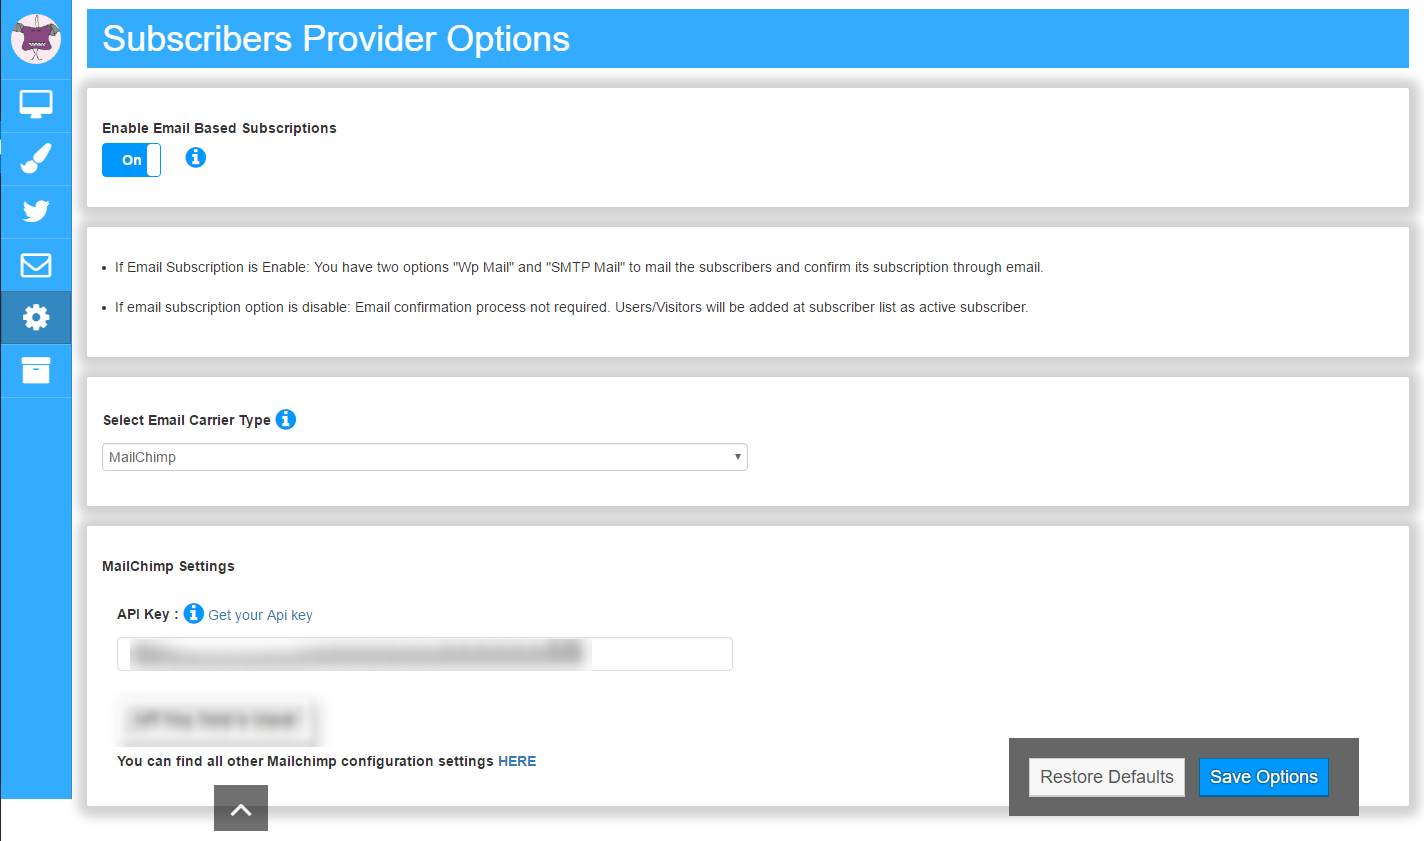 Subscribers Provider Options
Enable Email Based Subscriptions
On
If Email Subscription is Enable: You have two options "Wp Mail" and "SMTP Mail" to mail the subscribers and confirm its subscription through email.
If email subscription option is disable: Email confirmation process not required. Users/Visitors will be added at subscriber list as active subscriber.
Select Email Carrier Type
MailChimp
MailChimp Settings
API Key : Get your Api key
You can find all other Mailchimp configuration settings HERE
Restore Defaults Save Options